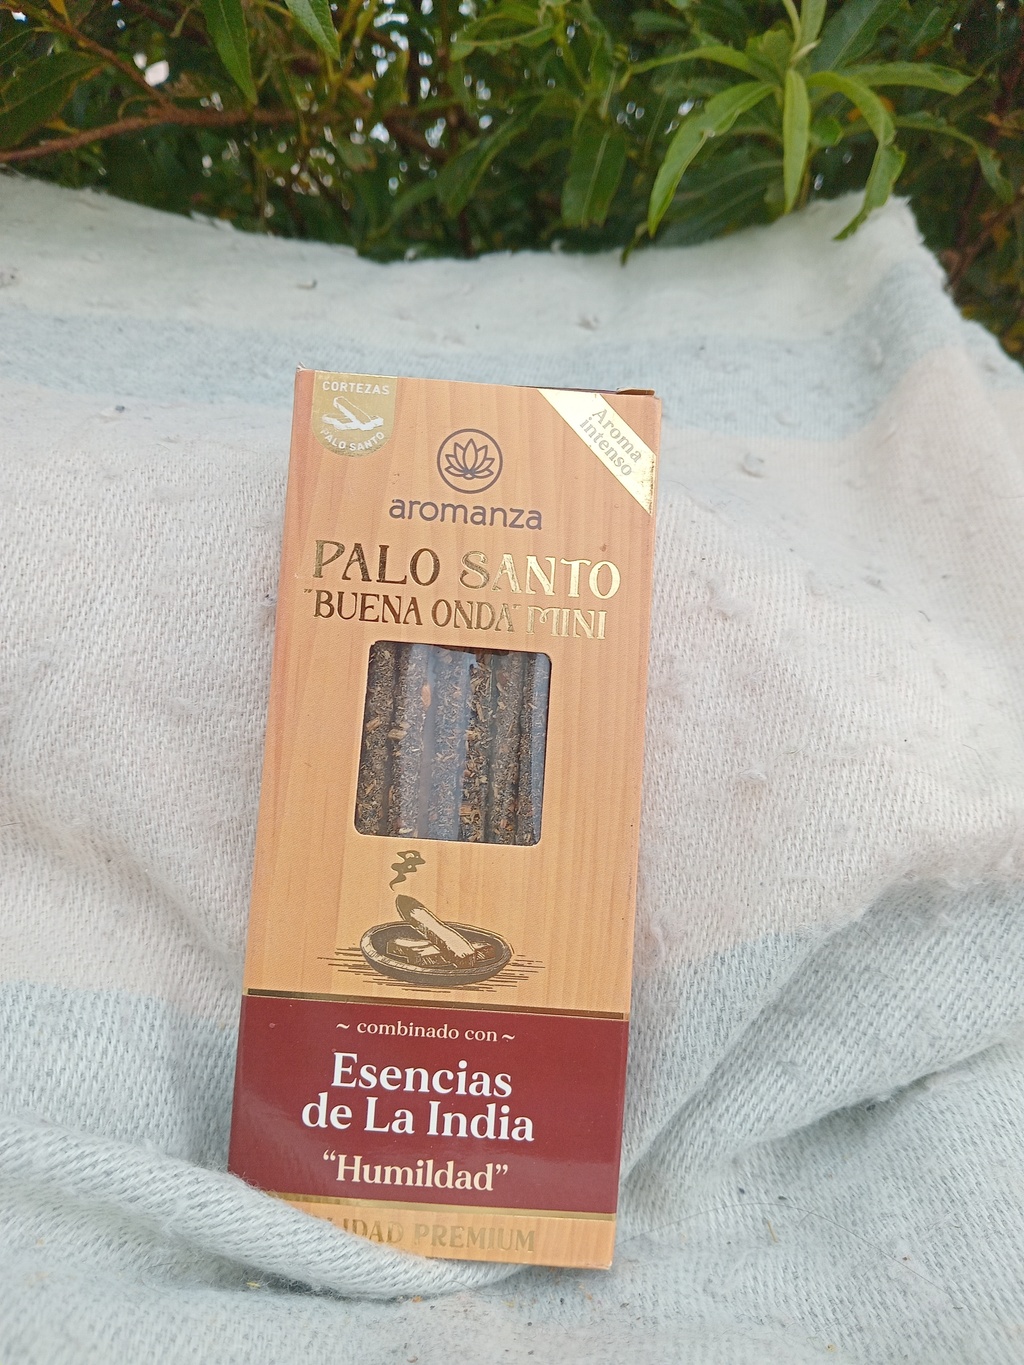 CORTEZAS
PALO SANTO
Aroma
intenso
aromanza
PALO SANTO
"BUENA ONDA" MINI
~ combinado con ~
Esencias
de La India
“Humildad”
LIDAD PREMIUM